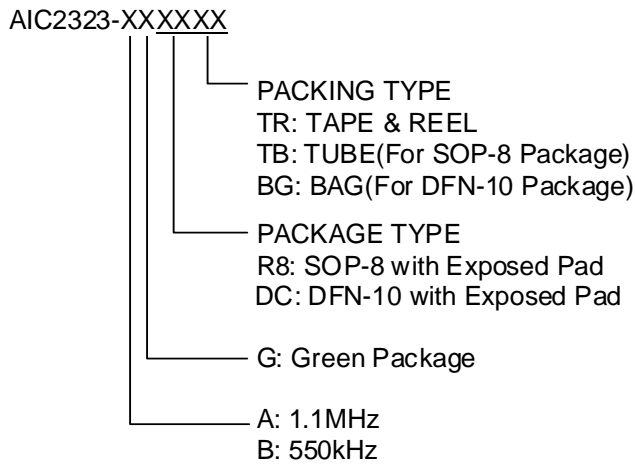 AIC2323-XXXXXX
PACKING TYPE
TR: TAPE & REEL
TB: TUBE(For SOP-8 Package)
BG: BAG(For DFN-10 Package)
PACKAGE TYPE
R8: SOP-8 with Exposed Pad
DC: DFN-10 with Exposed Pad
G: Green Package
A: 1.1MHz
B: 550kHz